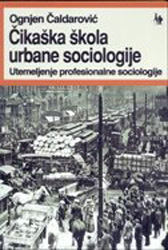 Ognjen Čaldarović
Čikaška škola
urbane sociologije
Utemeljenje profesionalne sociologije